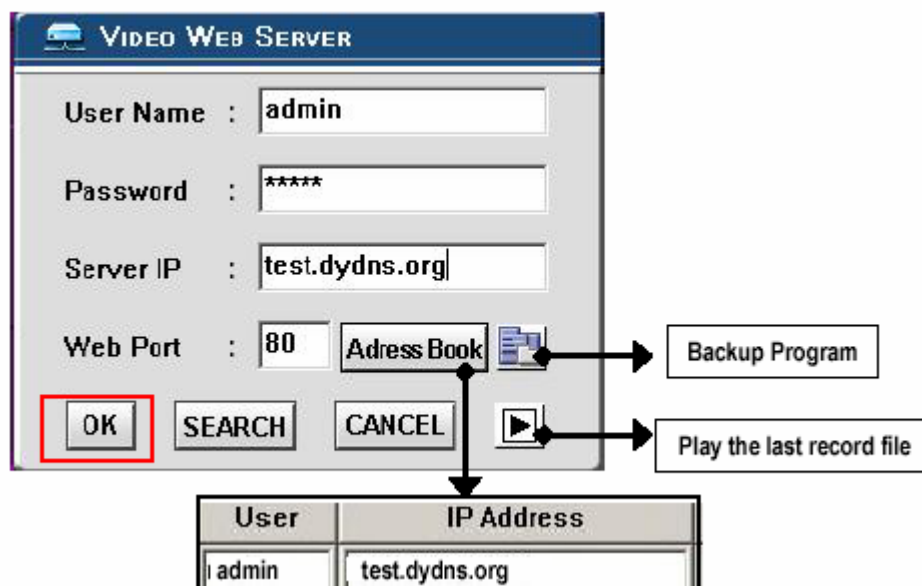 VIDEO WEB SERVER
User Name : admin
Password : *****
Server IP : test.dydns.org
Web Port : 80 Adress Book
Backup Program
OK SEARCH CANCEL
Play the last record file
User IP Address
admin test.dydns.org